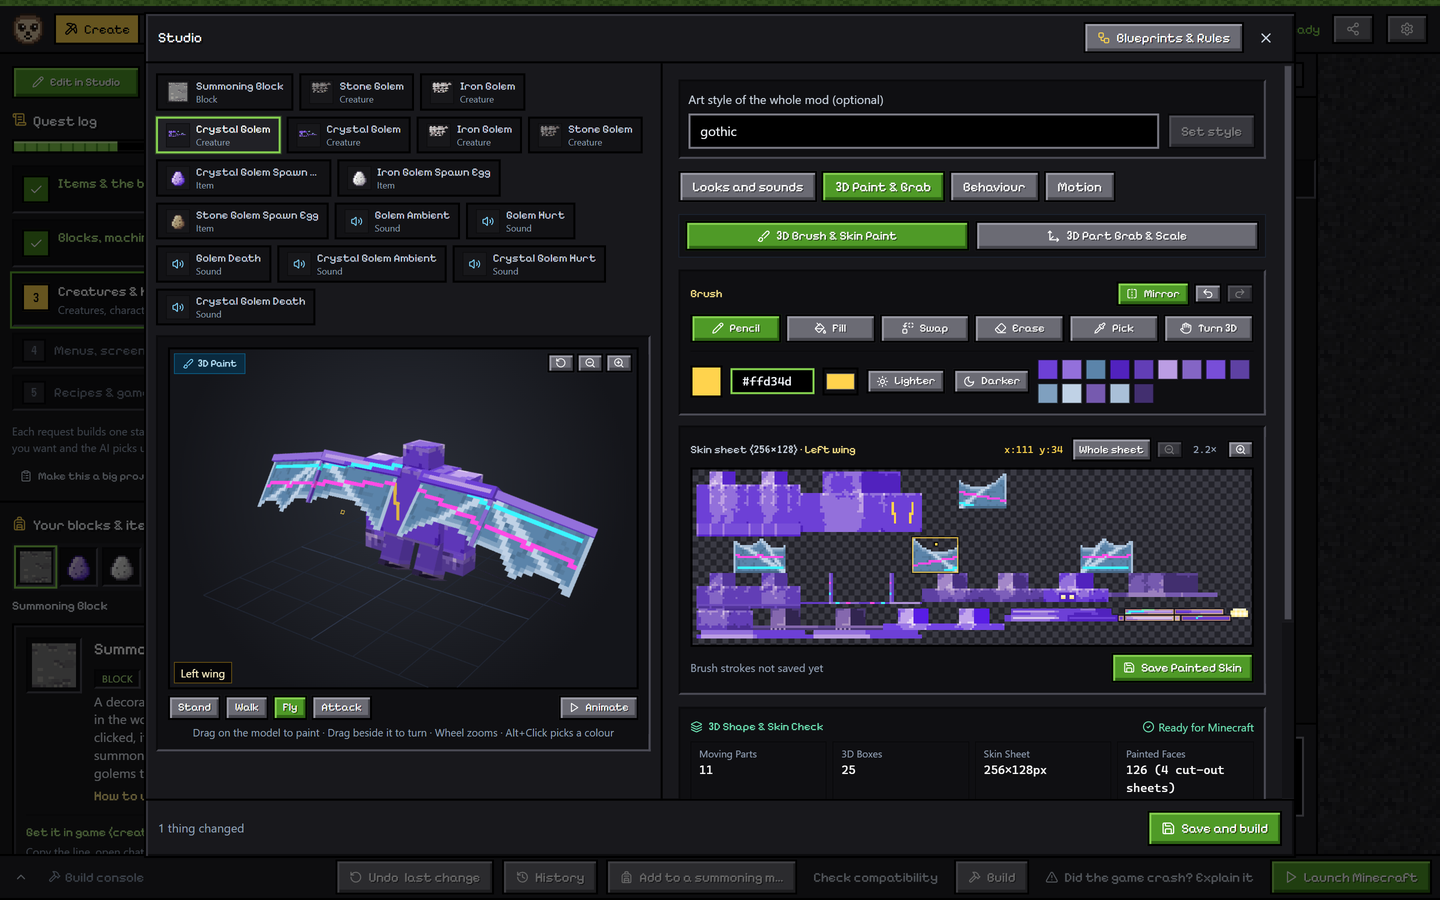 Create
Studio
Blueprints & Rules
ady
Edit in Studio
Quest log
Items & the b
Blocks, machin
3
Creatures & h
Creatures, charact
4
Menus, screen
5
Recipes & game
Each request builds one sta
you want and the AI picks u
Make this a big proj
Your blocks & ite
Summoning Block
Summo
BLOCK
A decora
in the wo
clicked, it
summon
golems t
How to u
Get it in game (creat
Copy the line, open chat
Summoning Block
Block
Stone Golem
Creature
Iron Golem
Creature
Crystal Golem
Creature
Crystal Golem
Creature
Iron Golem
Creature
Stone Golem
Creature
Crystal Golem Spawn ...
Item
Iron Golem Spawn Egg
Item
Stone Golem Spawn Egg
Item
Golem Ambient
Sound
Golem Hurt
Sound
Golem Death
Sound
Crystal Golem Ambient
Sound
Crystal Golem Hurt
Sound
Crystal Golem Death
Sound
3D Paint
Left wing
Stand
Walk
Fly
Attack
Animate
Drag on the model to paint · Drag beside it to turn · Wheel zooms · Alt+Click picks a colour
Art style of the whole mod (optional)
gothic
Set style
Looks and sounds
3D Paint & Grab
Behaviour
Motion
3D Brush & Skin Paint
3D Part Grab & Scale
Brush
Mirror
Pencil
Fill
Swap
Erase
Pick
Turn 3D
#ffd34d
Lighter
Darker
Skin sheet (256×128) · Left wing
x:111 y:34
Whole sheet
2.2×
Brush strokes not saved yet
Save Painted Skin
3D Shape & Skin Check
Ready for Minecraft
Moving Parts
11
3D Boxes
25
Skin Sheet
256×128px
Painted Faces
126 (4 cut-out
sheets)
1 thing changed
Save and build
Build console
Undo last change
History
Add to a summoning m...
Check compatibility
Build
Did the game crash? Explain it
Launch Minecraft